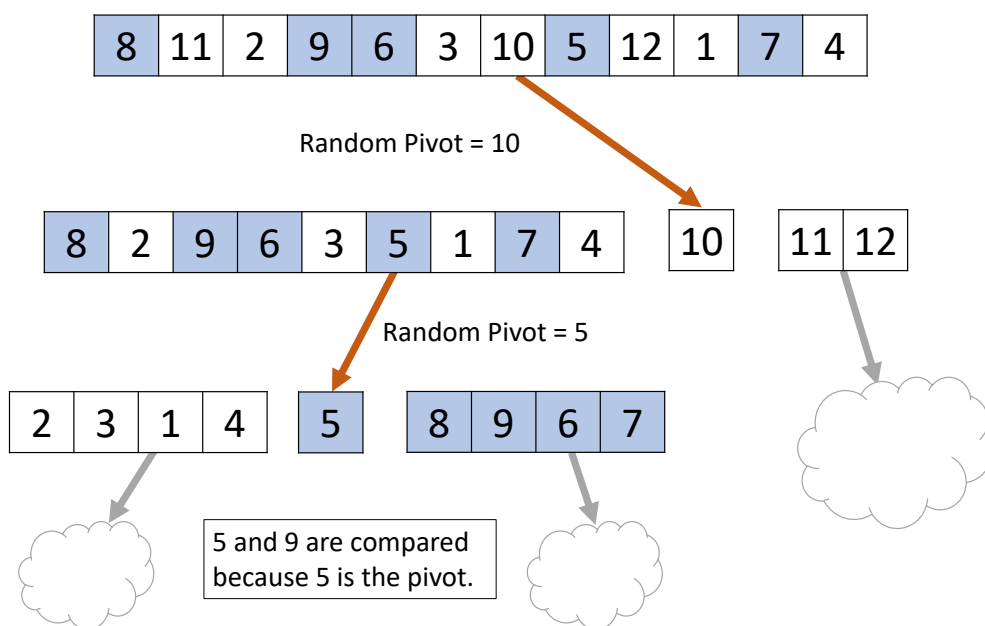 8 11 2 9 6 3 10 5 12 1 7 4
Random Pivot = 10
8 2 9 6 3 5 1 7 4 10 11 12
Random Pivot = 5
2 3 1 4 5 8 9 6 7
5 and 9 are compared
because 5 is the pivot.